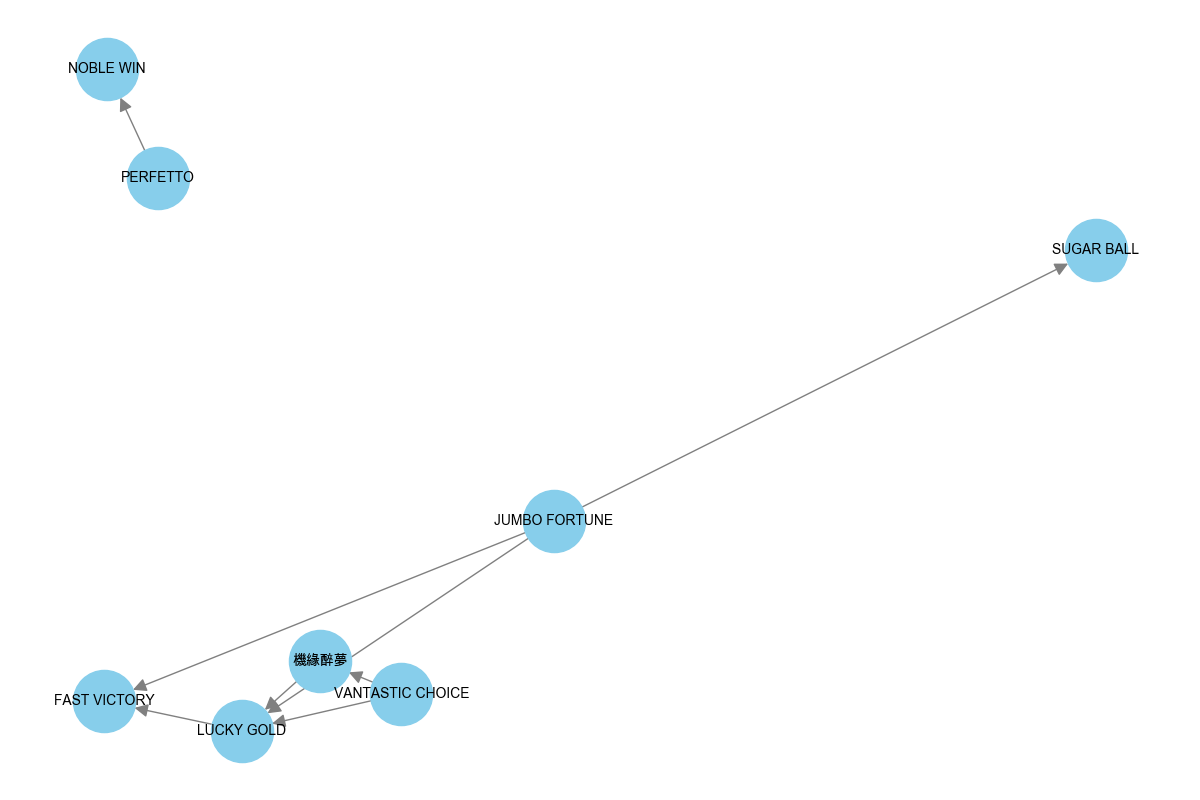 NOBLE WIN
PERFETTO
SUGAR BALL
JUMBO FORTUNE
機緣醉夢
VANTASTIC CHOICE
FAST VICTORY
LUCKY GOLD